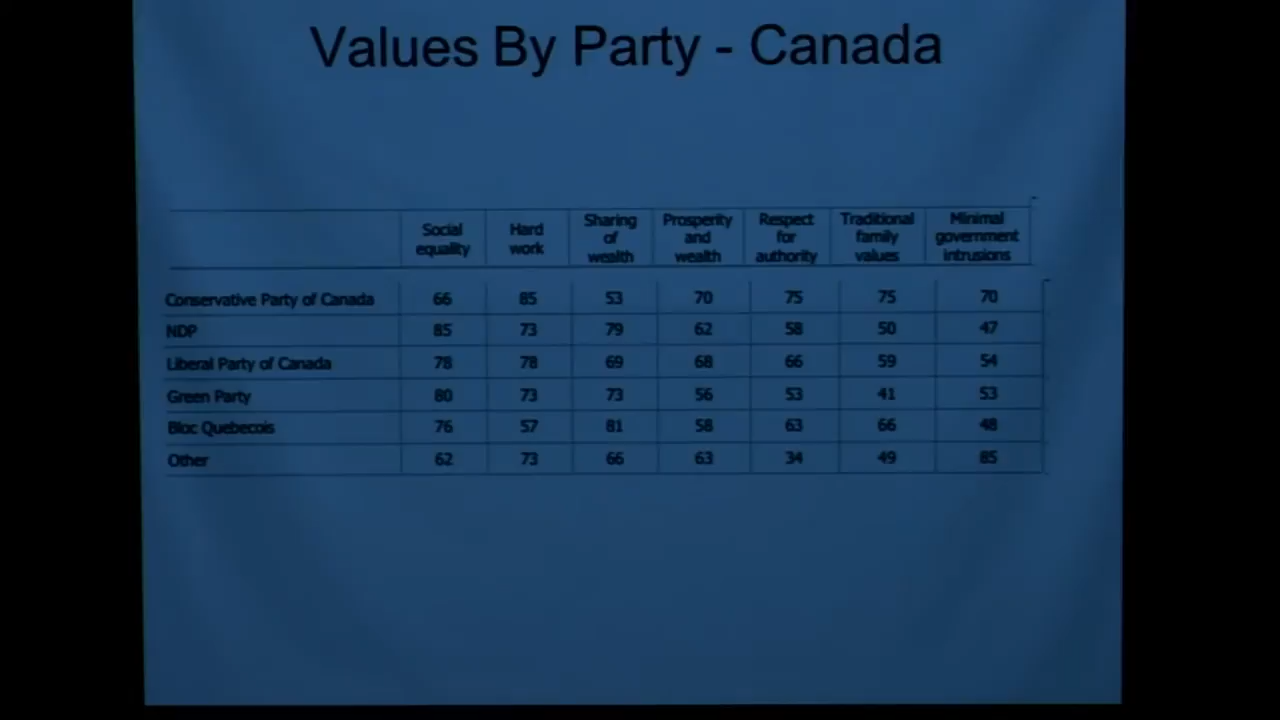 Values By Party - Canada
Social equality Hard work Sharing of wealth Prosperity and wealth Respect for authority Traditional family values Minimal government intrusions
Conservative Party of Canada 66 85 53 70 75 75 70
NDP 85 73 79 62 58 50 47
Liberal Party of Canada 78 78 69 68 66 59 54
Green Party 80 73 73 56 53 41 53
Bloc Quebecois 76 57 81 58 63 66 48
Other 62 73 66 63 34 49 85